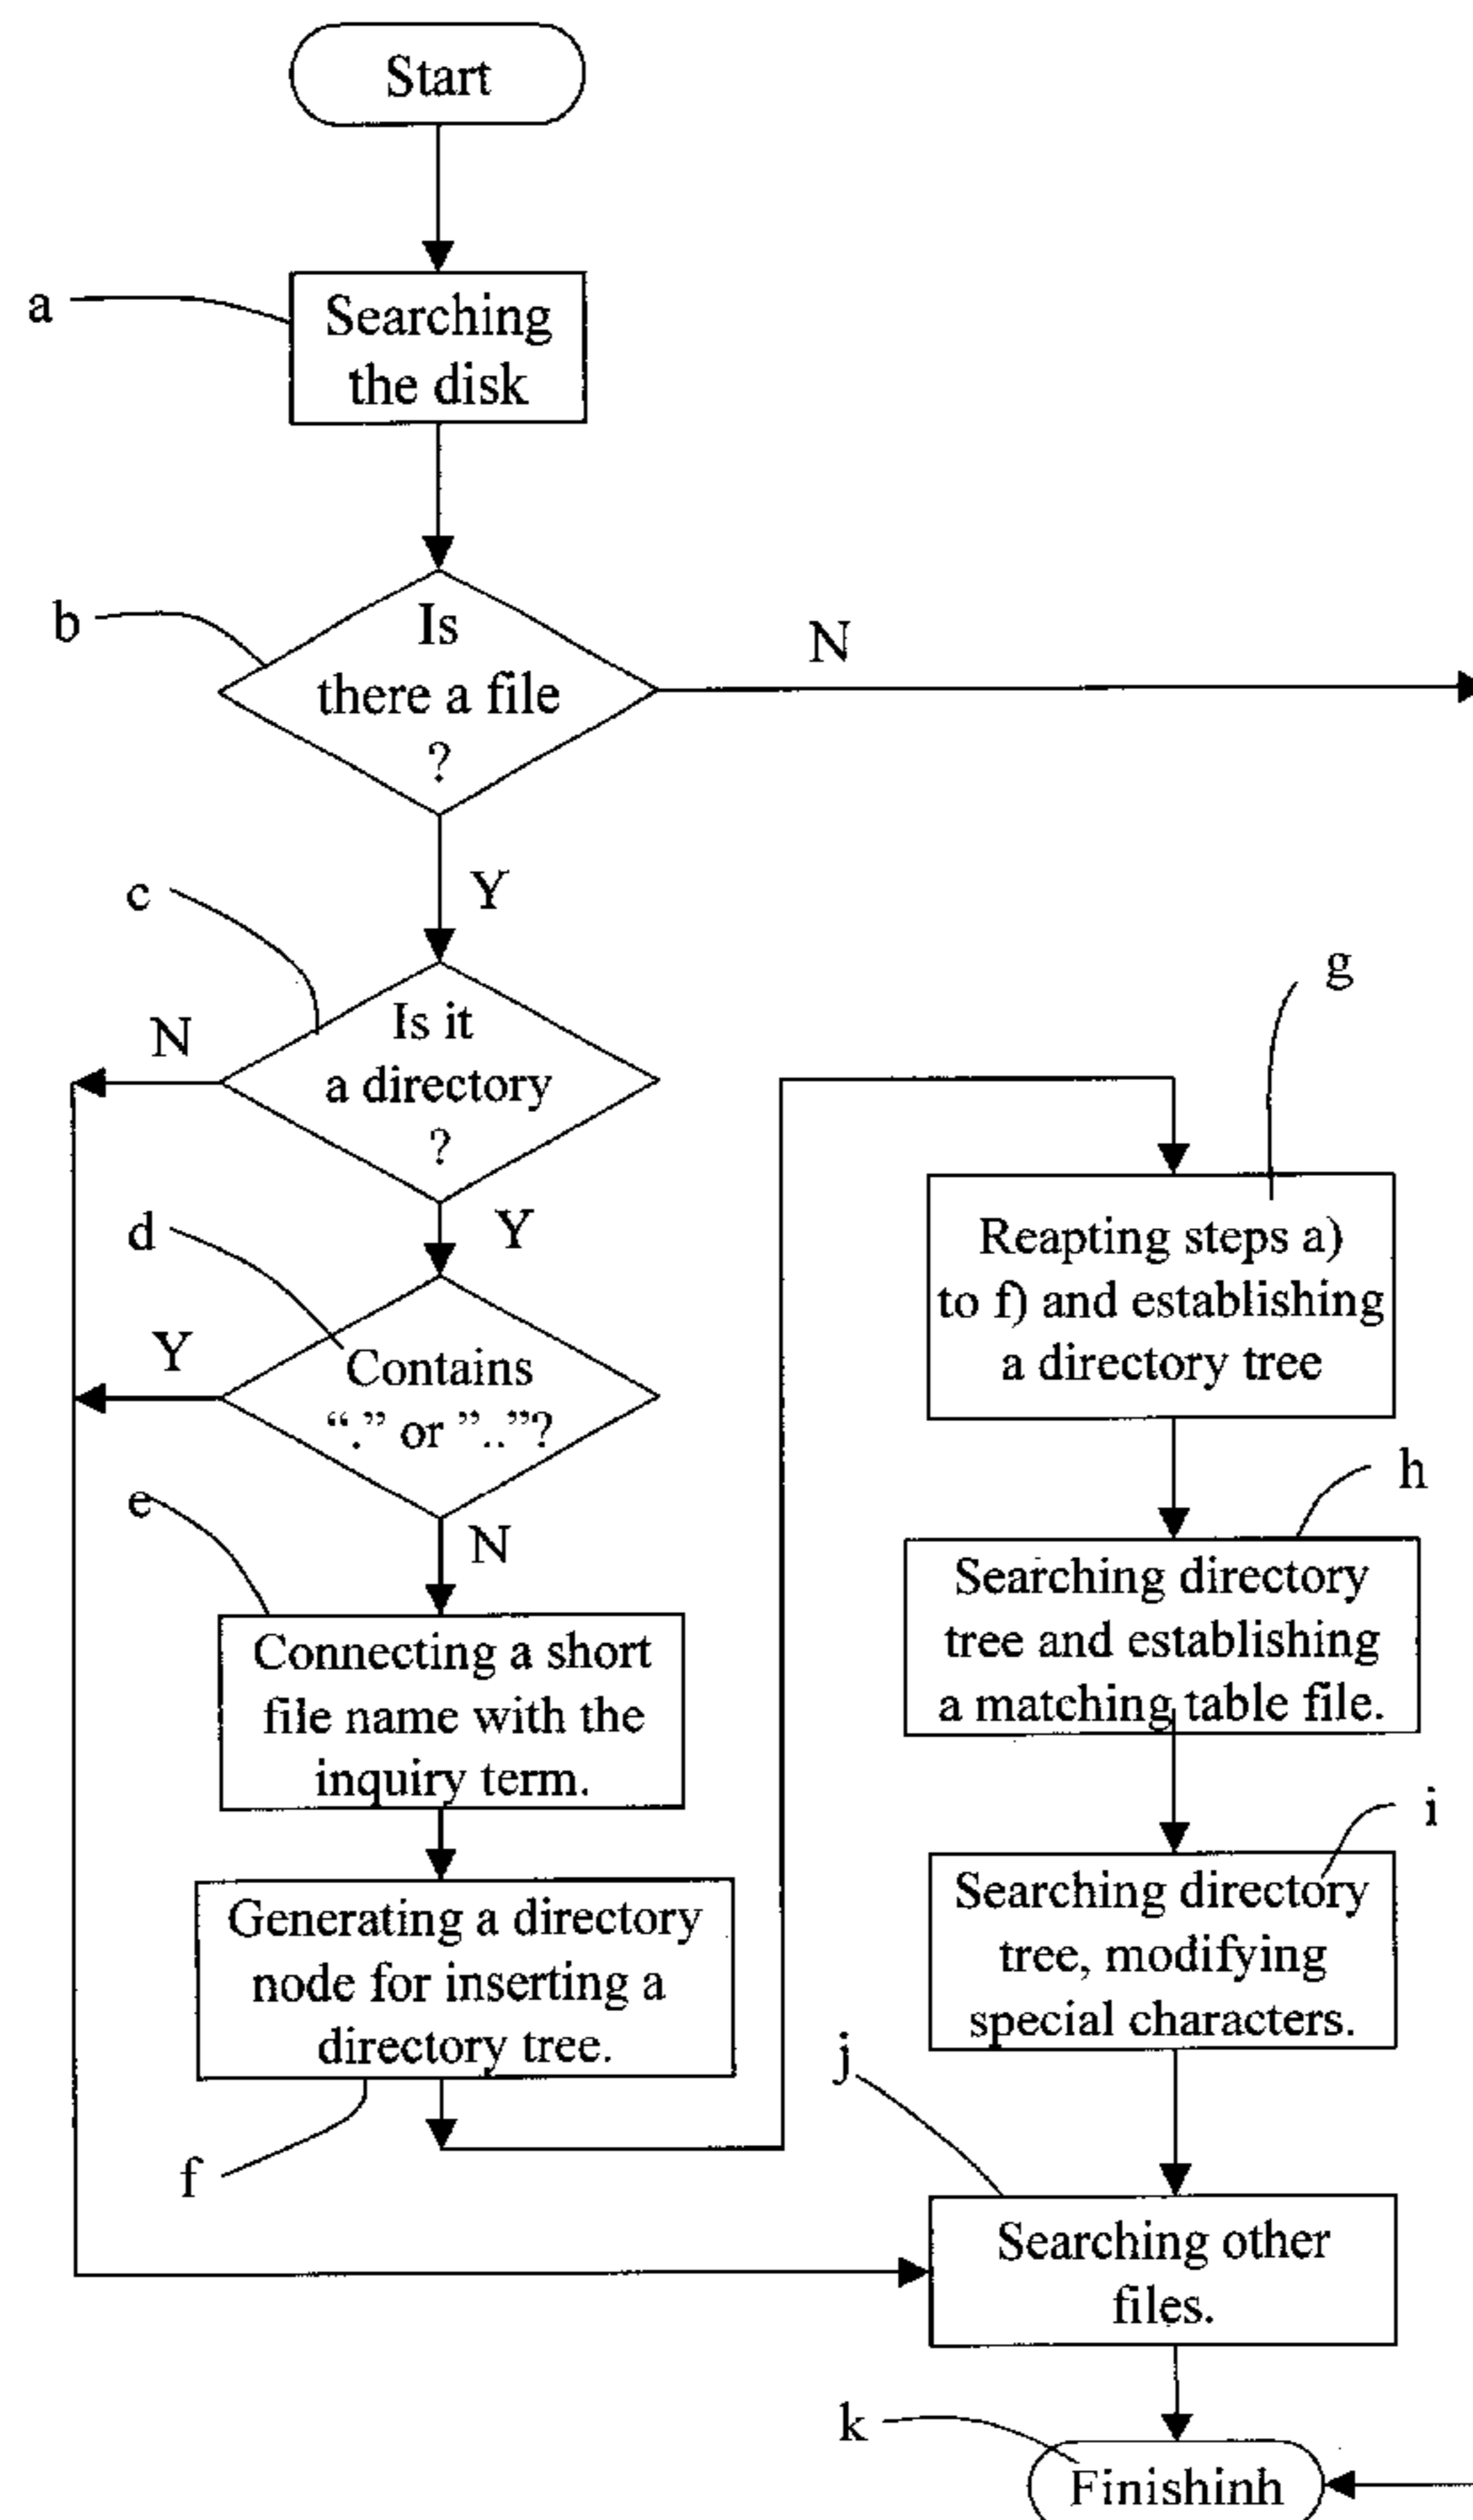 Start
a
Searching
the disk
b
Is
there a file
?
N
Y
c
Is it
a directory
?
N
Y
d
Contains
“.” or ”..”?
Y
N
e
Connecting a short
file name with the
inquiry term.
Generating a directory
node for inserting a
directory tree.
f
g
Reapting steps a)
to f) and establishing
a directory tree
h
Searching directory
tree and establishing
a matching table file.
i
Searching directory
tree, modifying
special characters.
j
Searching other
files.
k
Finishinh